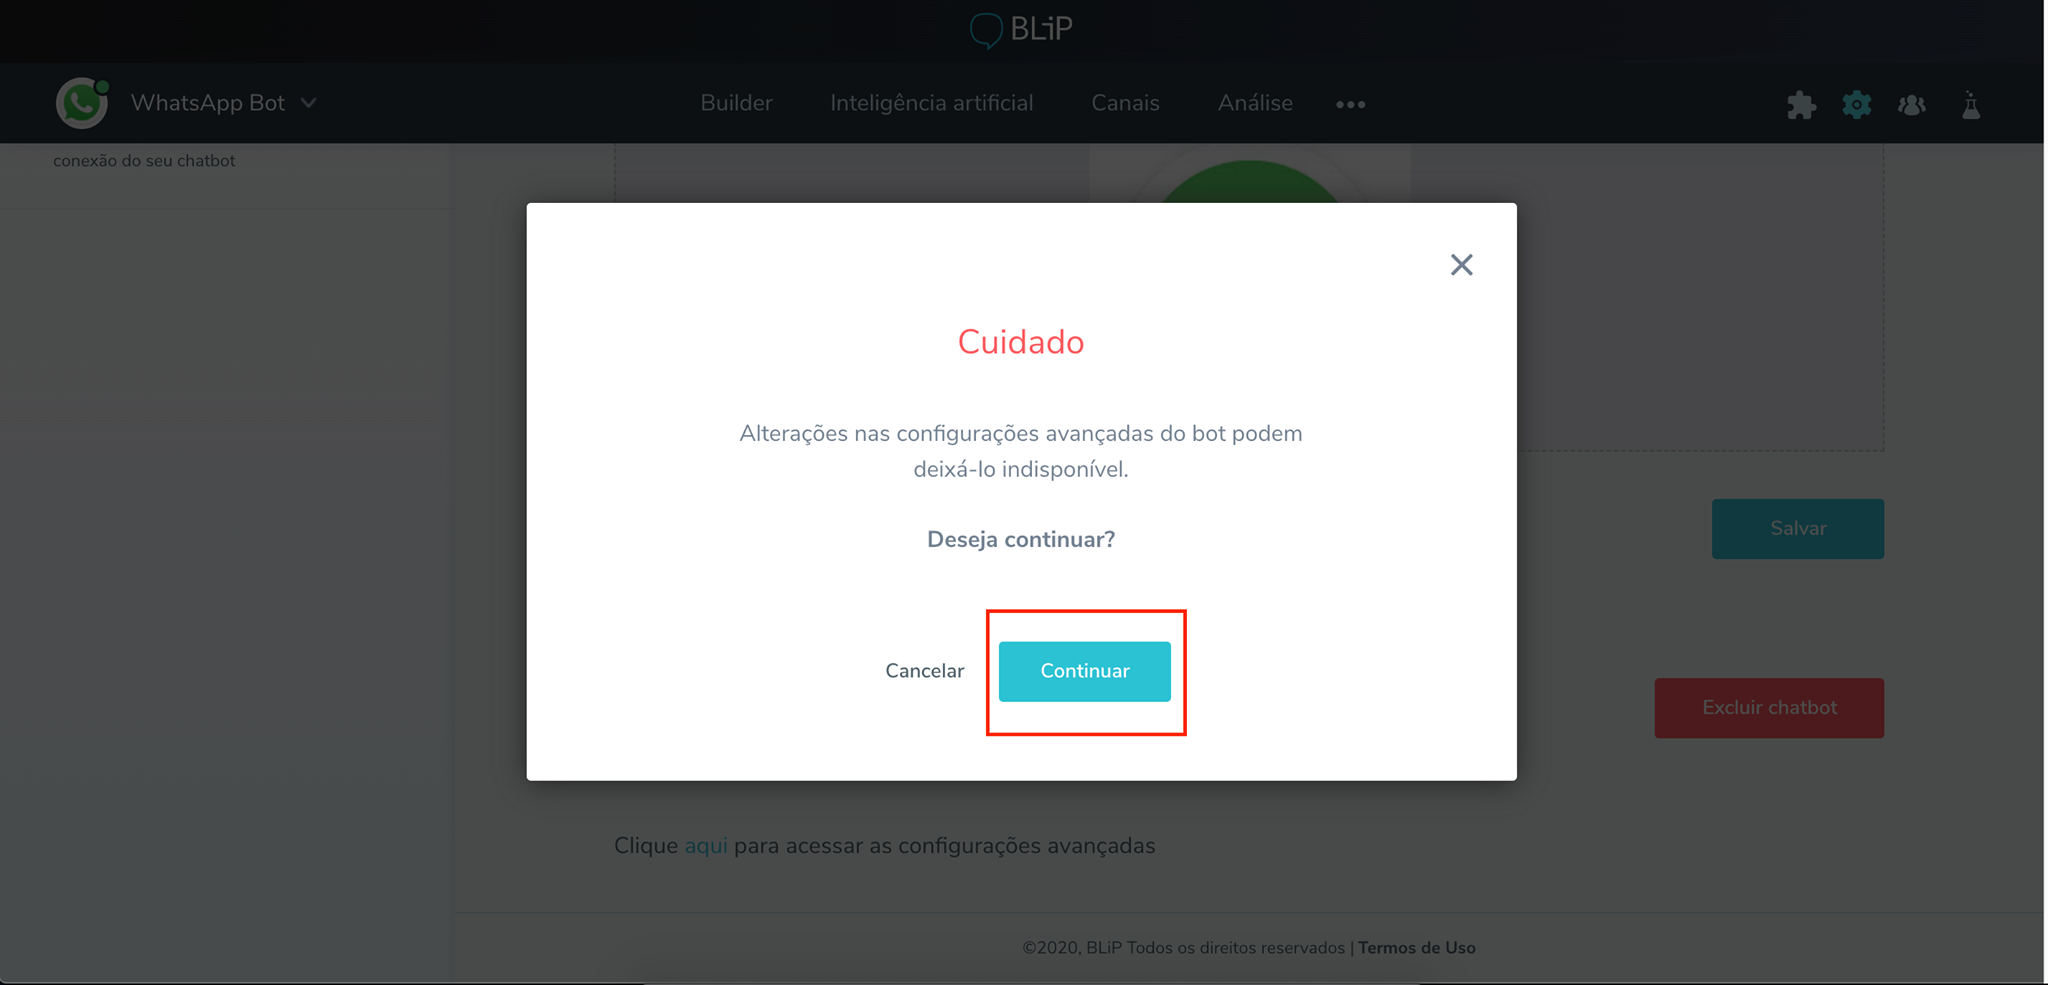 BLiP
WhatsApp Bot
Builder
Inteligência artificial
Canais
Análise
conexão do seu chatbot
Cuidado
Alterações nas configurações avançadas do bot podem
deixá-lo indisponível.
Deseja continuar?
Cancelar
Continuar
Salvar
Excluir chatbot
Clique aqui para acessar as configurações avançadas
©2020, BLiP Todos os direitos reservados | Termos de Uso